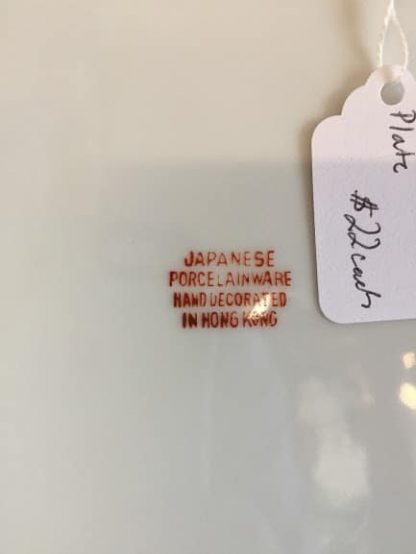 JAPANESE
PORCELAINWARE
HAND DECORATED
IN HONG KONG
Plate
$22 each